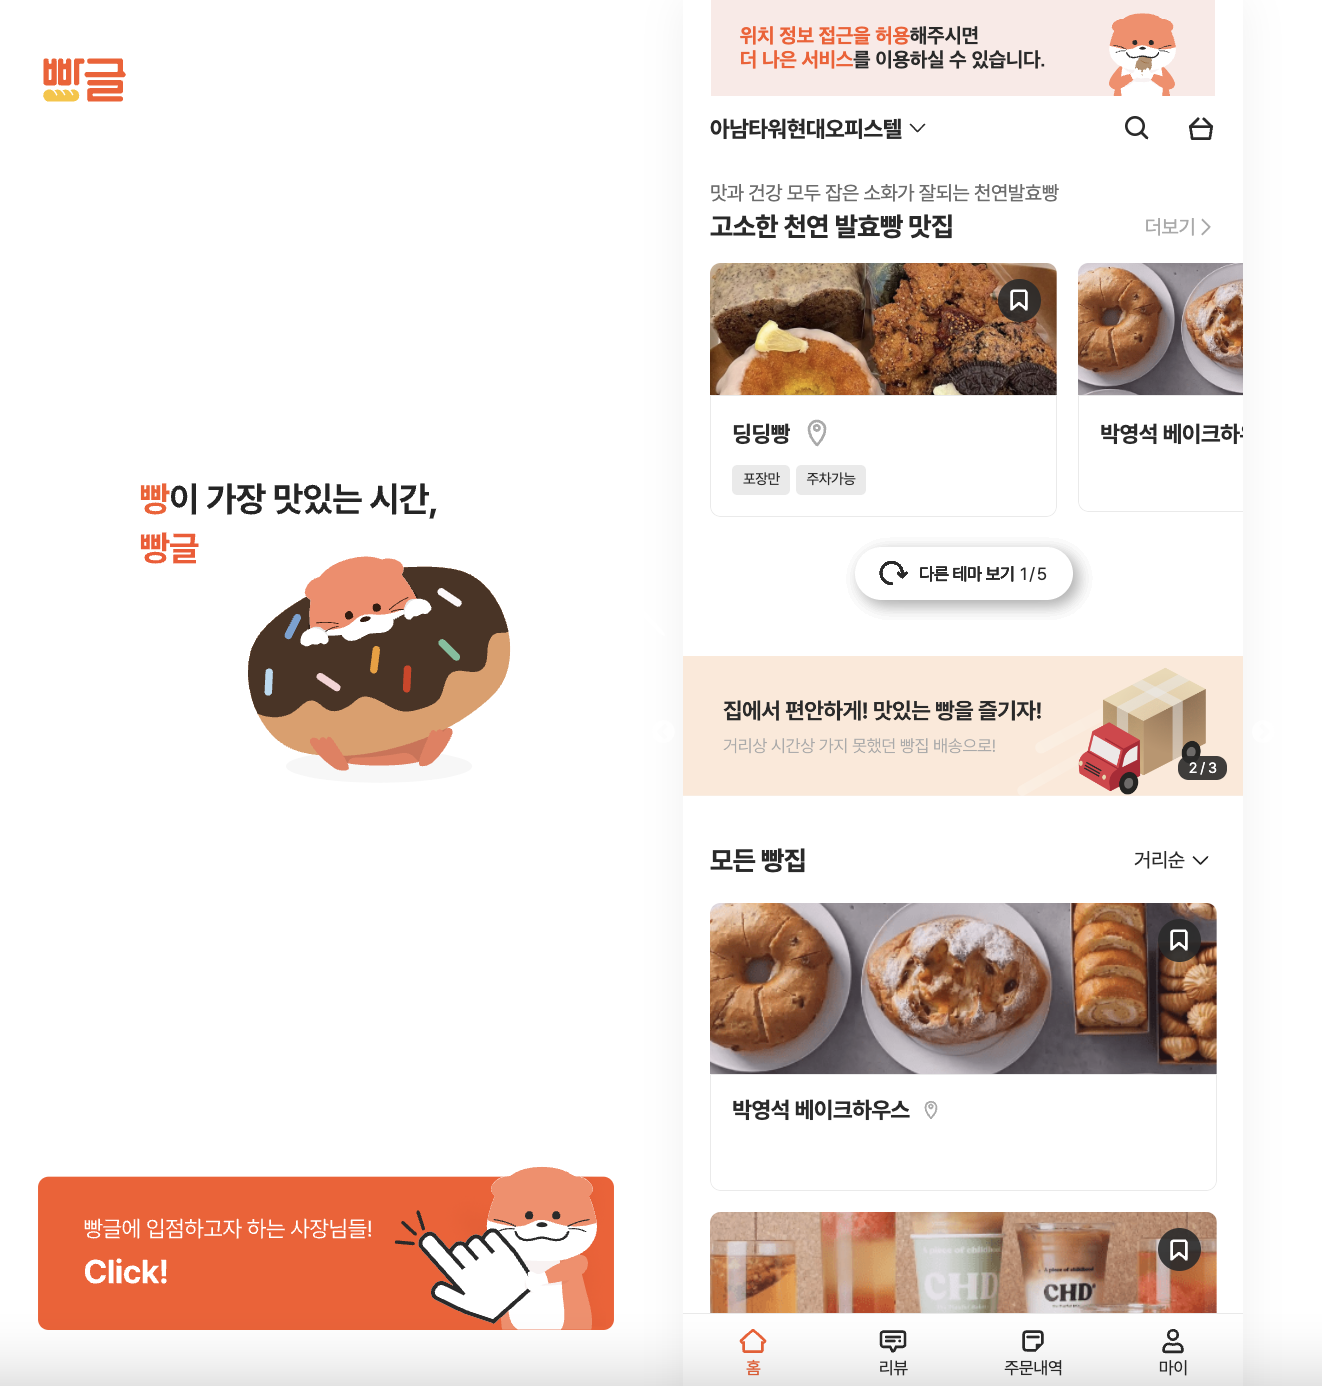 빵글
빵이 가장 맛있는 시간,
빵글
빵글에 입점하고자 하는 사장님들!
Click!
위치 정보 접근을 허용해주시면
더 나은 서비스를 이용하실 수 있습니다.
아남타워현대오피스텔
맛과 건강 모두 잡은 소화가 잘되는 천연발효빵
고소한 천연 발효빵 맛집
더보기
딩딩빵
포장만 주차가능
박영석 베이크하우
다른 테마 보기 1/5
집에서 편안하게! 맛있는 빵을 즐기자!
거리상 시간상 가지 못했던 빵집 배송으로!
2 / 3
모든 빵집
거리순
박영석 베이크하우스
A piece of childhood
CHD
A piece of childhood
CHD
홈 리뷰 주문내역 마이